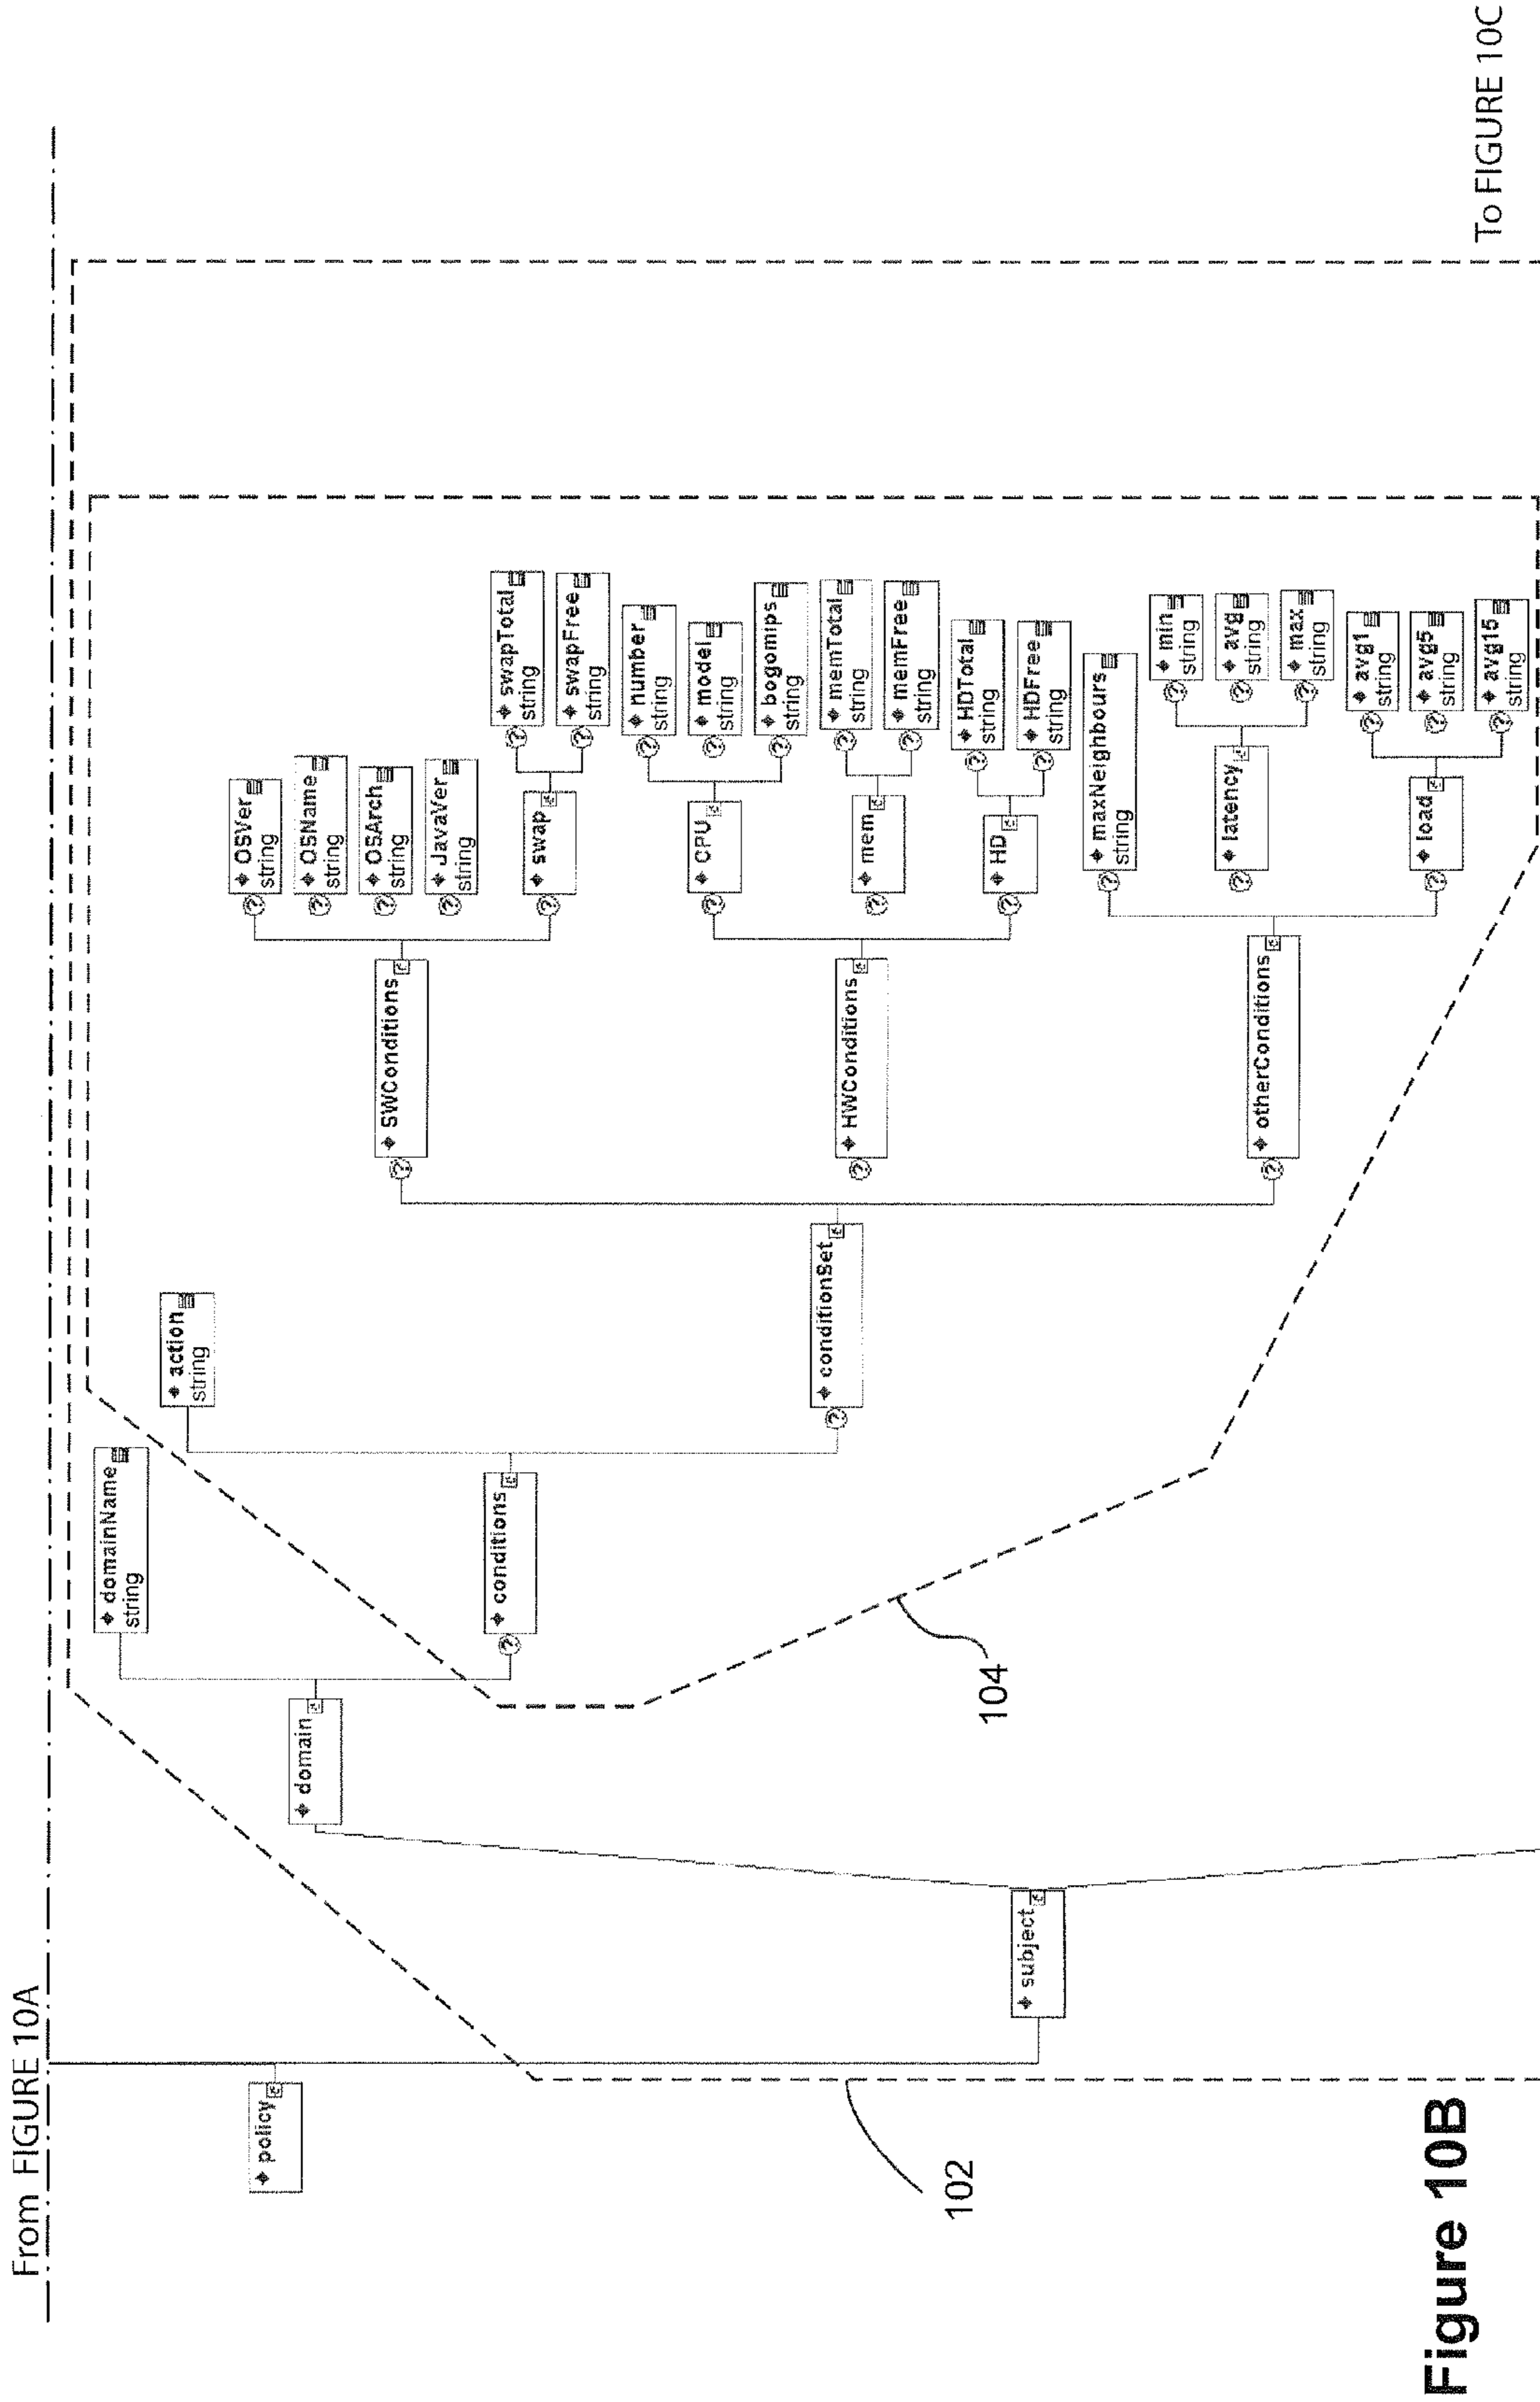 From FIGURE 10A
policy
102
subject
domain
domainName
string
conditions
104
action
string
conditionSet
SWConditions
OSVer
string
OSName
string
OSArch
string
JavaVer
string
swap
swapTotal
string
swapFree
string
HWConditions
CPU
number
string
model
string
bogomips
string
mem
memTotal
string
memFree
string
HD
HDTotal
string
HDFree
string
otherConditions
maxNeighbours
string
latency
min
string
avg
string
max
string
load
avg1
string
avg5
string
avg15
string
To FIGURE 10C
Figure 10B